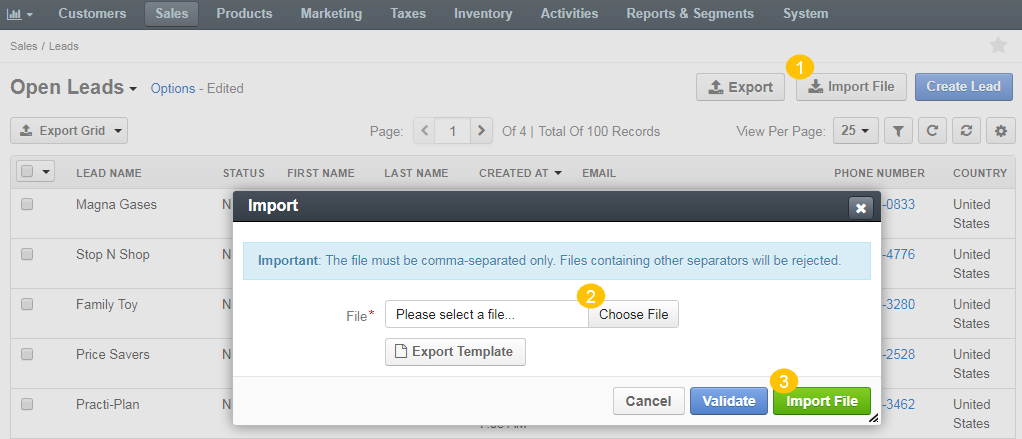 Customers Sales Products Marketing Taxes Inventory Activities Reports & Segments System
Sales / Leads
1
Open Leads Options - Edited Export Import File Create Lead
Export Grid Page: 1 Of 4 | Total Of 100 Records View Per Page: 25
LEAD NAME STATUS FIRST NAME LAST NAME CREATED AT EMAIL PHONE NUMBER COUNTRY
Magna Gases N -0833 United
States
Import
Important: The file must be comma-separated only. Files containing other separators will be rejected.
Stop N Shop N -4776 United
States
2
File* Please select a file... Choose File
Family Toy N -3280 United
States
Export Template
Price Savers N -2528 United
States
3
Cancel Validate Import File
Practi-Plan N -3462 United
States